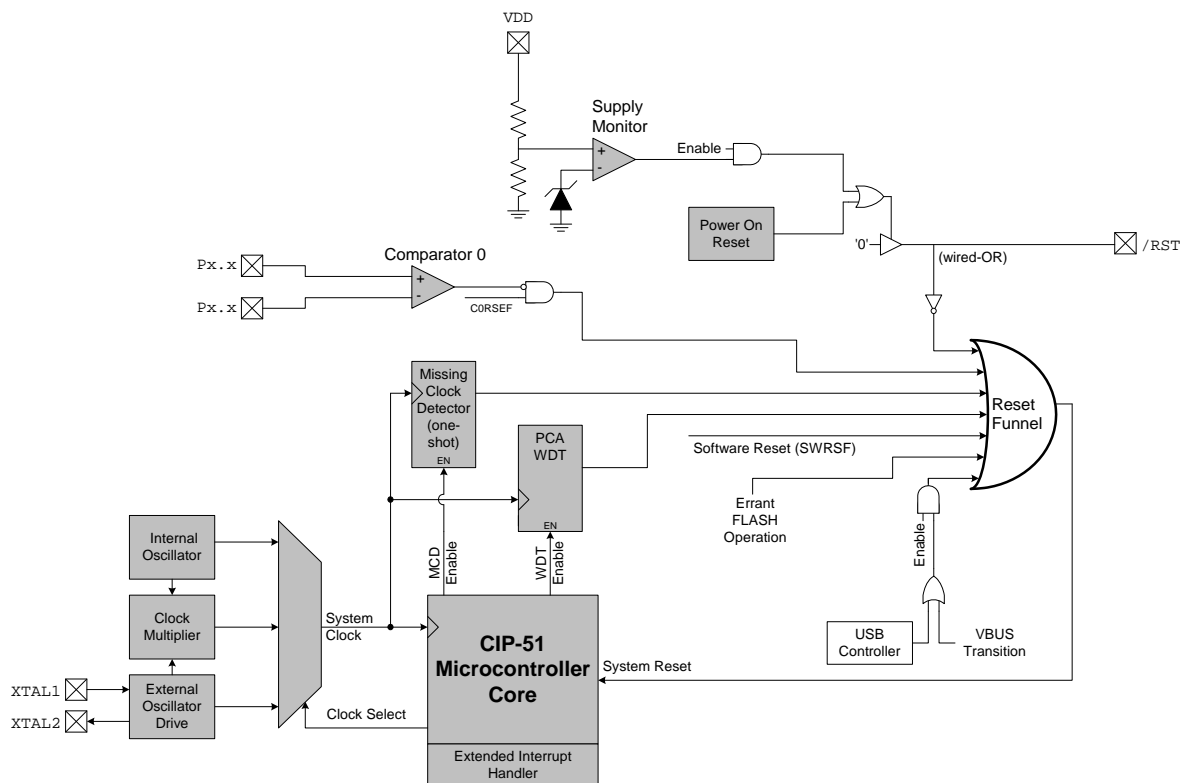 VDD
Supply
Monitor
+
-
Enable
Power On
Reset
'0'
/RST
(wired-OR)
Comparator 0
Px.x
+
Px.x
-
C0RSEF
Missing
Clock
Detector
(one-
shot)
EN
PCA
WDT
EN
Reset
Funnel
Software Reset (SWRSF)
Errant
FLASH
Operation
Enable
Internal
Oscillator
MCD
Enable
WDT
Enable
Clock
Multiplier
System
Clock
CIP-51
Microcontroller
Core
USB
Controller
VBUS
Transition
System Reset
XTAL1
XTAL2
External
Oscillator
Drive
Clock Select
Extended Interrupt
Handler